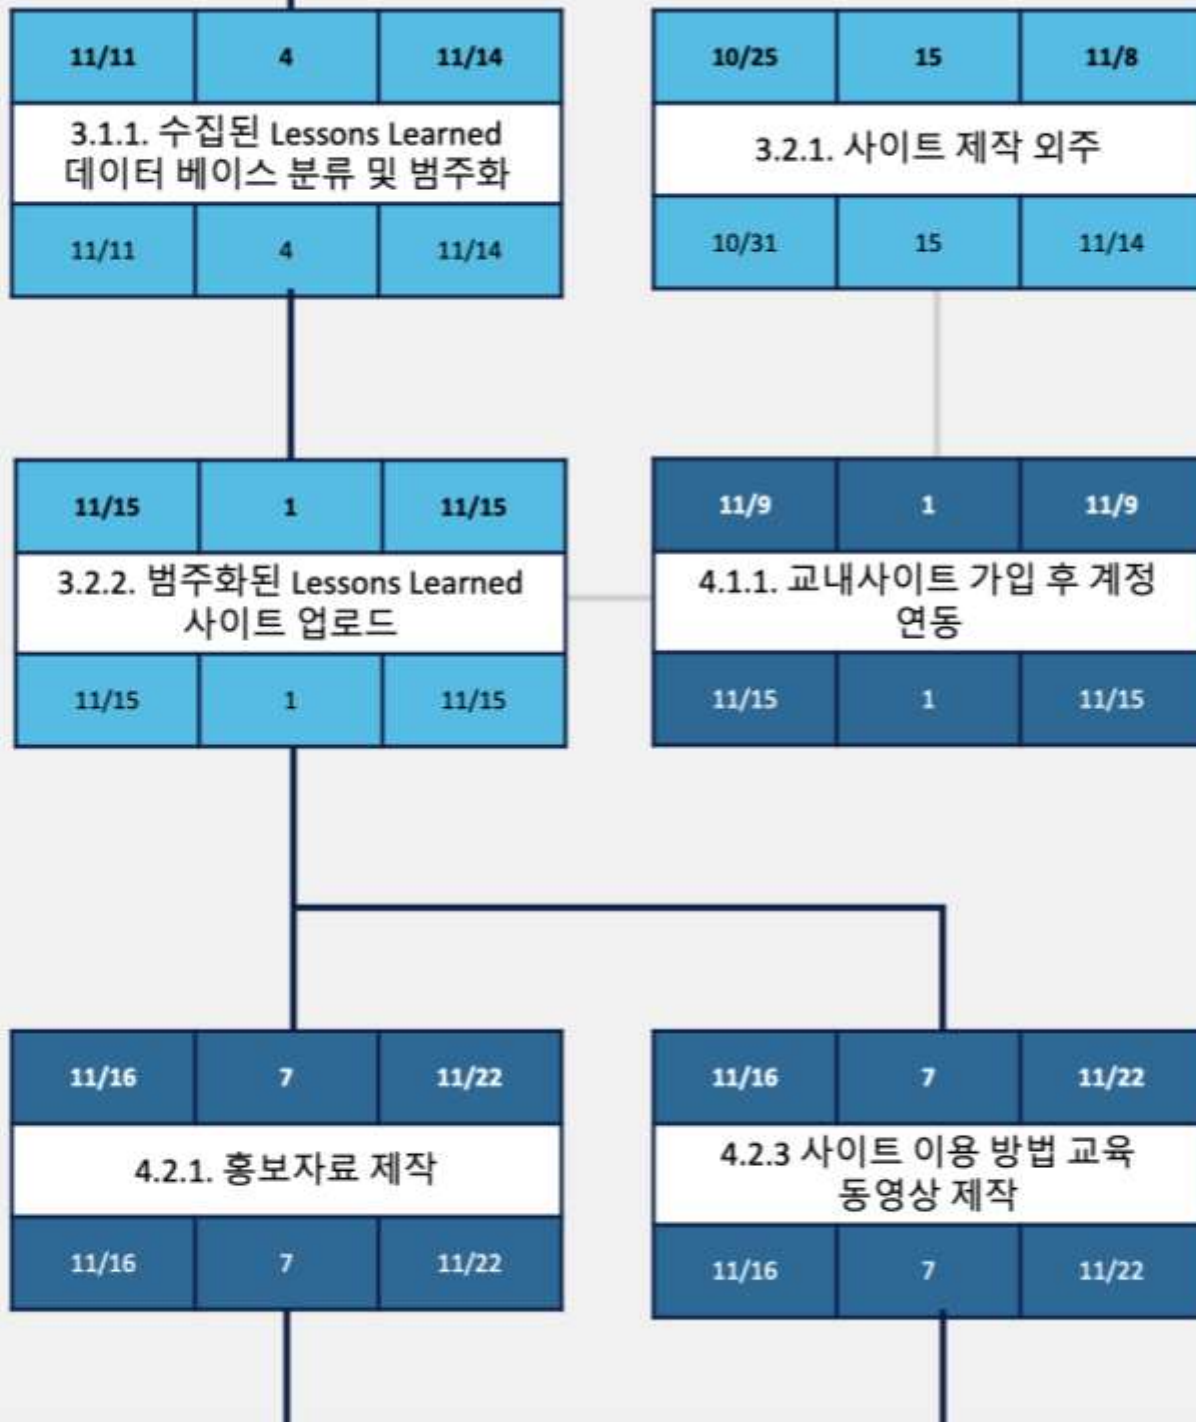 11/11 4 11/14
3.1.1. 수집된 Lessons Learned
데이터 베이스 분류 및 범주화
11/11 4 11/14
10/25 15 11/8
3.2.1. 사이트 제작 외주
10/31 15 11/14
11/15 1 11/15
3.2.2. 범주화된 Lessons Learned
사이트 업로드
11/15 1 11/15
11/9 1 11/9
4.1.1. 교내사이트 가입 후 계정
연동
11/15 1 11/15
11/16 7 11/22
4.2.1. 홍보자료 제작
11/16 7 11/22
11/16 7 11/22
4.2.3 사이트 이용 방법 교육
동영상 제작
11/16 7 11/22